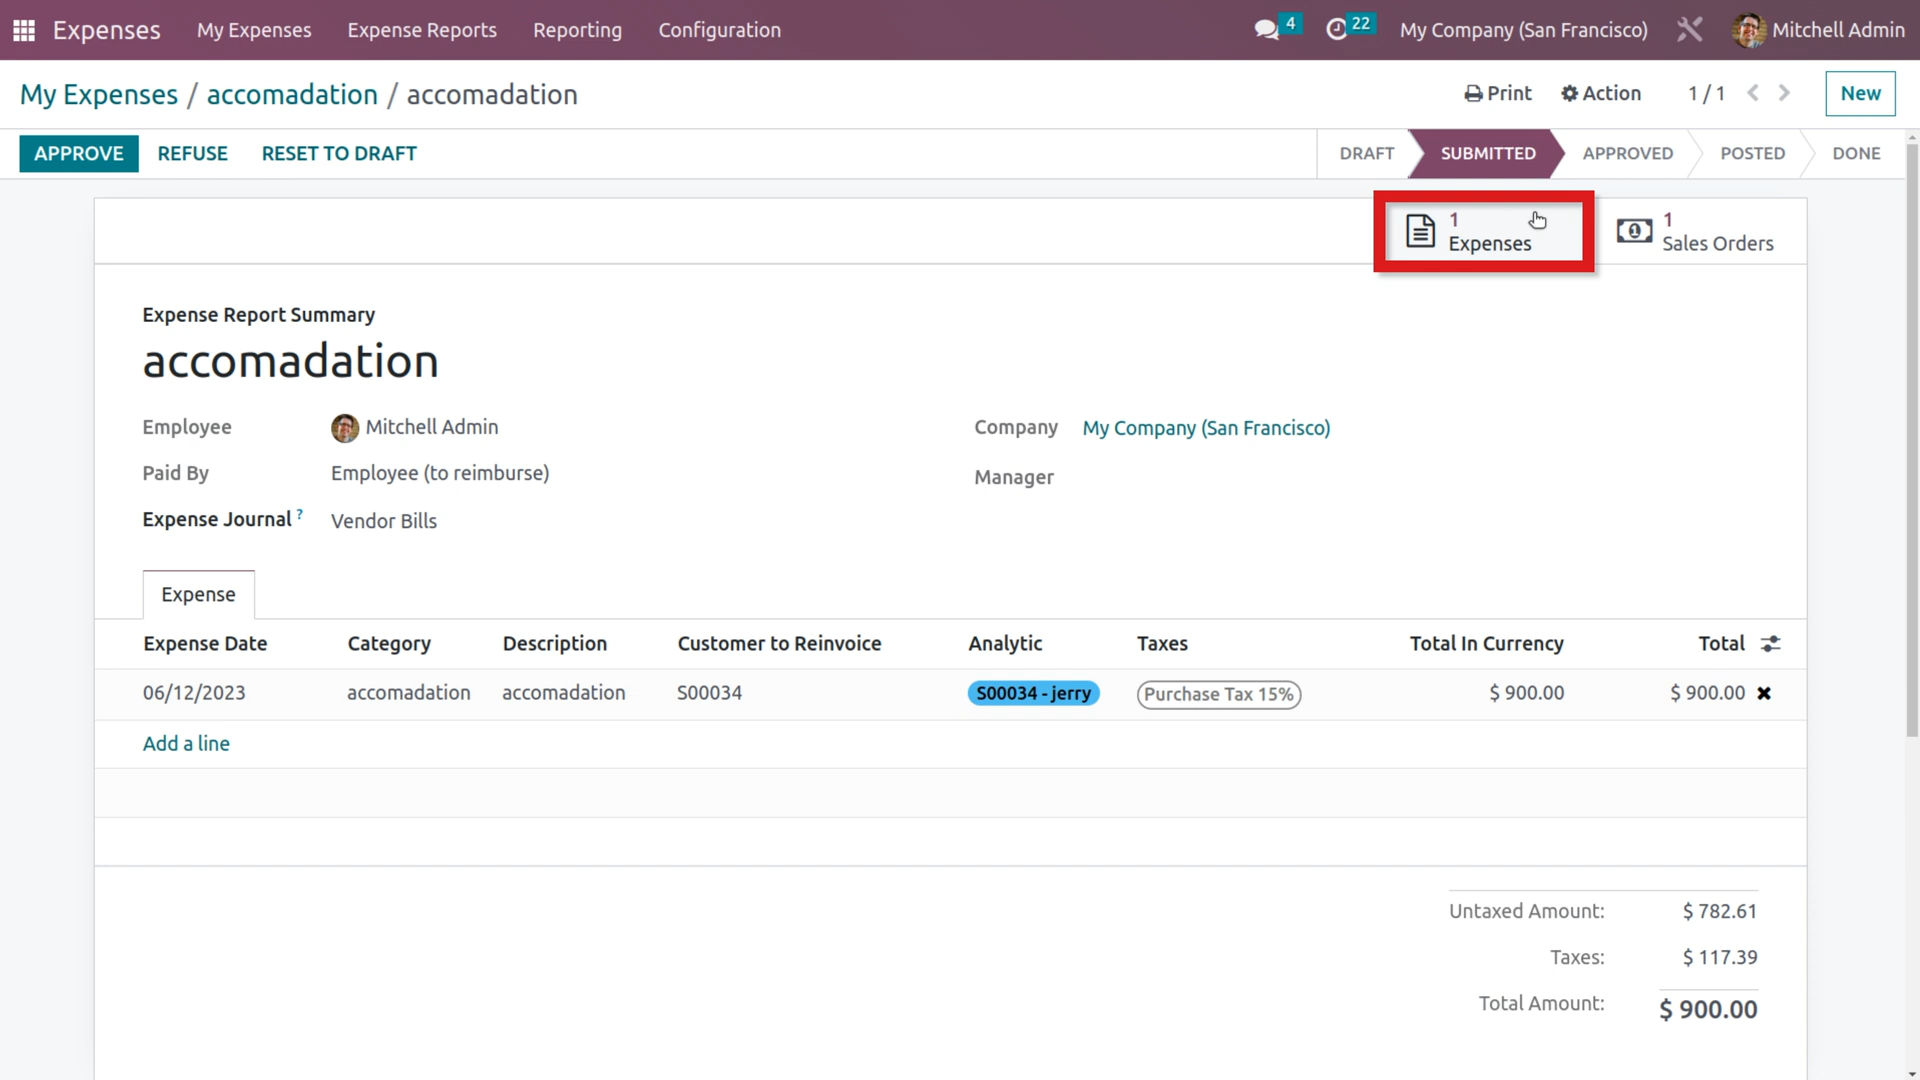 Expenses My Expenses Expense Reports Reporting Configuration 4 22 My Company (San Francisco) Mitchell Admin
My Expenses / accomadation / accomadation Print Action 1 / 1 New
APPROVE REFUSE RESET TO DRAFT DRAFT SUBMITTED APPROVED POSTED DONE
1 Expenses
1 Sales Orders
Expense Report Summary
accomadation
Employee Mitchell Admin Company My Company (San Francisco)
Paid By Employee (to reimburse) Manager
Expense Journal ? Vendor Bills
Expense
Expense Date Category Description Customer to Reinvoice Analytic Taxes Total In Currency Total
06/12/2023 accomadation accomadation S00034 S00034 - jerry Purchase Tax 15% $ 900.00 $ 900.00
Add a line
Untaxed Amount: $ 782.61
Taxes: $ 117.39
Total Amount: $ 900.00